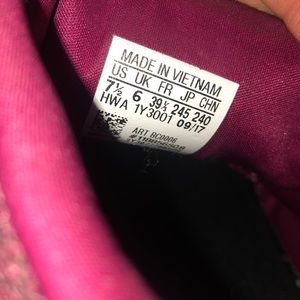 MADE IN VIETNAM
US UK FR JP CHN
7½ 6 39⅓ 245 240
HWA 1Y3001 09/17
ART BC0006